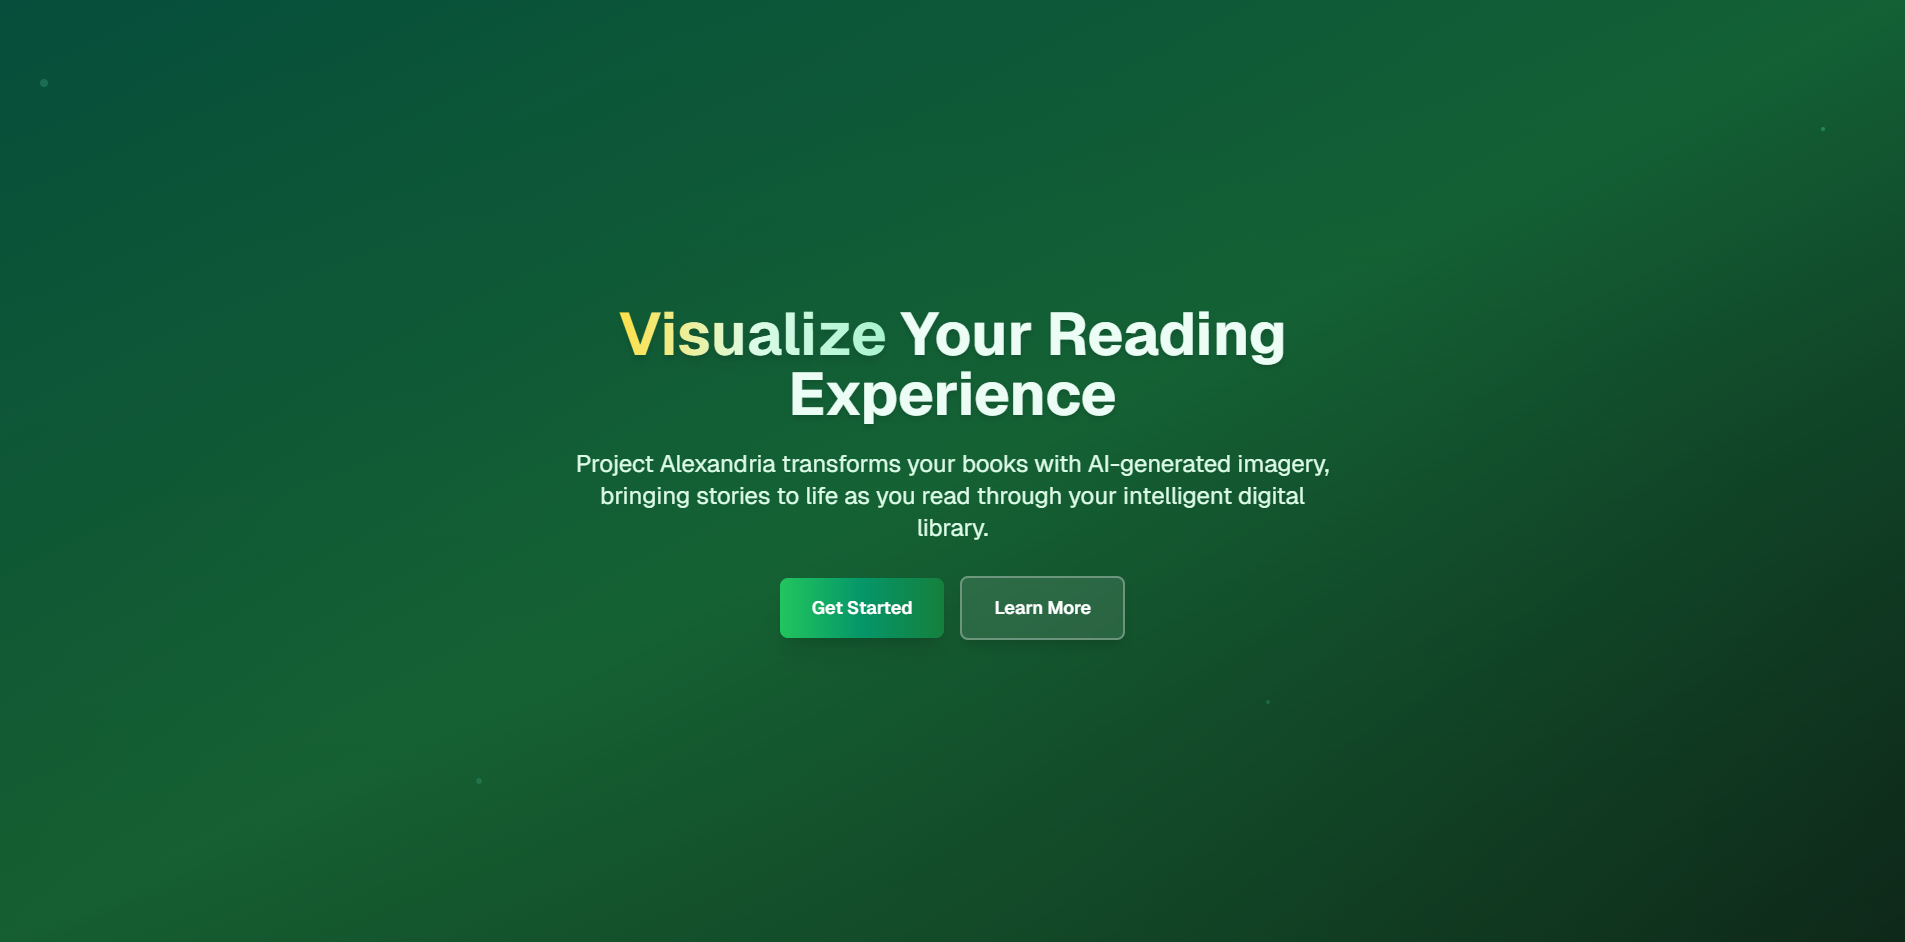 Visualize Your Reading
Experience
Project Alexandria transforms your books with AI-generated imagery,
bringing stories to life as you read through your intelligent digital
library.
Get Started
Learn More